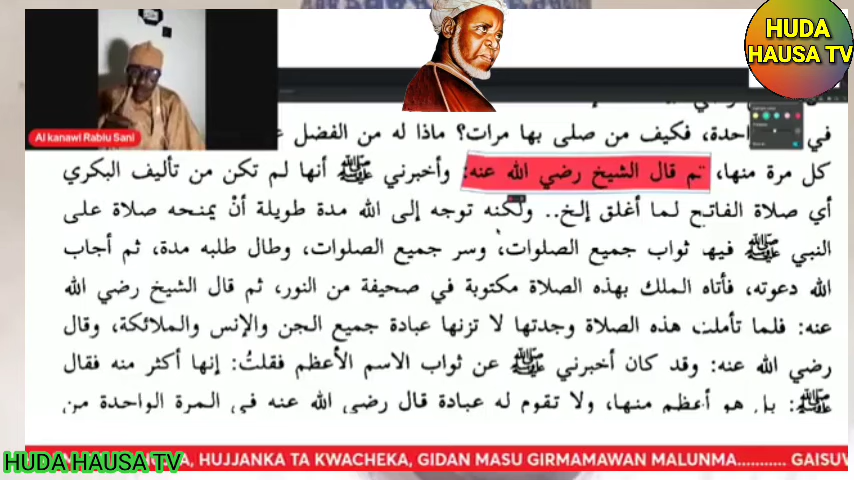 HUDA
HAUSA TV
Al kanawi Rabiu Sani
في احدة، فكيف من صلى بها مرات؟ ماذا له من الفضل
كل مرة منها، ثم قال الشيخ رضي الله عنه: وأخبرني ﷺ أنها لم تكن من تأليف البكري
أي صلاة الفاتح لما أغلق إلخ.. ولكنه توجه إلى الله مدة طويلة أنْ يمنحه صلاة على
النبي ﷺ فيها ثواب جميع الصلوات، وسر جميع الصلوات، وطال طلبه مدة، ثم أجاب
الله دعوته، فأتاه الملك بهذه الصلاة مكتوبة في صحيفة من النور، ثم قال الشيخ رضي الله
عنه: فلما تأملت هذه الصلاة وجدتها لا تزنها عبادة جميع الجن والإنس والملائكة، وقال
رضي الله عنه: وقد كان أخبرني ﷺ عن ثواب الاسم الأعظم فقلتُ: إنها أكثر منه فقال
ﷺ: بل هو أعظم منها، ولا تقوم له عبادة قال رضي الله عنه في المرة الواحدة من
HUDA HAUSA TV
, HUJJANKA TA KWACHEKA, GIDAN MASU GIRMAMAWAN MALUNMA........... GAISUW